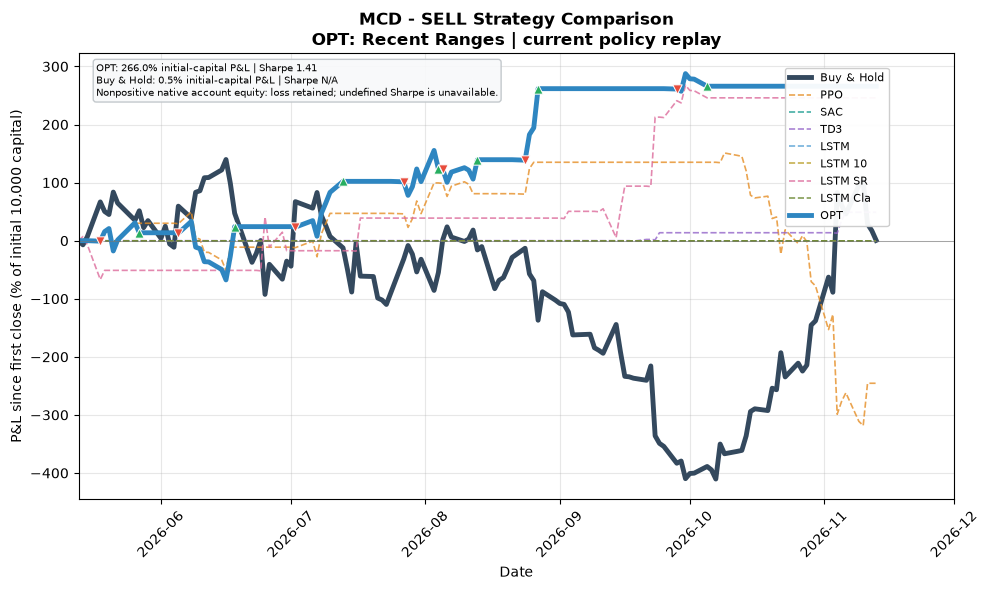 MCD - SELL Strategy Comparison
OPT: Recent Ranges | current policy replay
OPT: 266.0% initial-capital P&L | Sharpe 1.41
Buy & Hold: 0.5% initial-capital P&L | Sharpe N/A
Nonpositive native account equity: loss retained; undefined Sharpe is unavailable.
Buy & Hold
PPO
SAC
TD3
LSTM
LSTM 10
LSTM SR
LSTM Cla
OPT
P&L since first close (% of initial 10,000 capital)
300
200
100
0
−100
−200
−300
−400
2026-06
2026-07
2026-08
2026-09
2026-10
2026-11
2026-12
Date